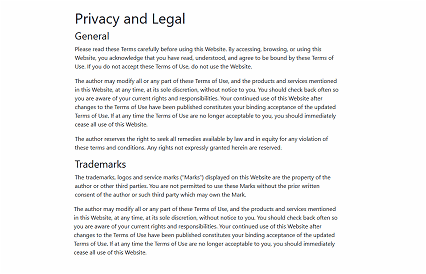 Privacy and Legal
General
Please read these Terms carefully before using this Website. By accessing, browsing, or using this
Website, you acknowledge that you have read, understood, and agree to be bound by these Terms of
Use. If you do not accept these Terms of Use, do not use the Website.
The author may modify all or any part of these Terms of Use, and the products and services mentioned
in this Website, at any time, at its sole discretion, without notice to you. You should check back often so
you are aware of your current rights and responsibilities. Your continued use of this Website after
changes to the Terms of Use have been published constitutes your binding acceptance of the updated
Terms of Use. If at any time the Terms of Use are no longer acceptable to you, you should immediately
cease all use of this Website.
The author reserves the right to seek all remedies available by law and in equity for any violation of
these terms and conditions. Any rights not expressly granted herein are reserved.
Trademarks
The trademarks, logos and service marks ("Marks") displayed on this Website are the property of the
author or other third parties. You are not permitted to use these Marks without the prior written
consent of the author or such third party which may own the Mark.
The author may modify all or any part of these Terms of Use, and the products and services mentioned
in this Website, at any time, at its sole discretion, without notice to you. You should check back often so
you are aware of your current rights and responsibilities. Your continued use of this Website after
changes to the Terms of Use have been published constitutes your binding acceptance of the updated
Terms of Use. If at any time the Terms of Use are no longer acceptable to you, you should immediately
cease all use of this Website.